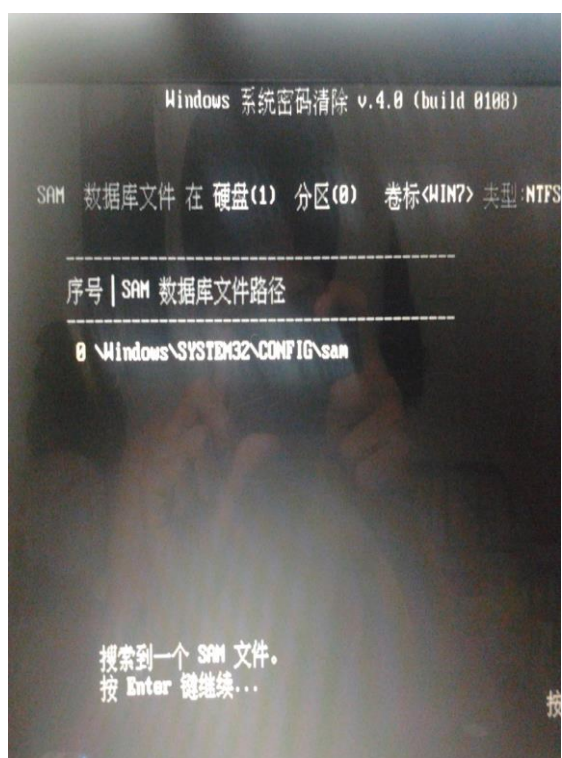 Windows 系统密码清除 v.4.0 (build 0108)
SAM 数据库文件 在 硬盘(1) 分区(0) 卷标<WIN7> 类型:NTFS
序号 | SAM 数据库文件路径
0 \Windows\SYSTEM32\CONFIG\sam
搜索到一个 SAM 文件。
按 Enter 键继续...
按